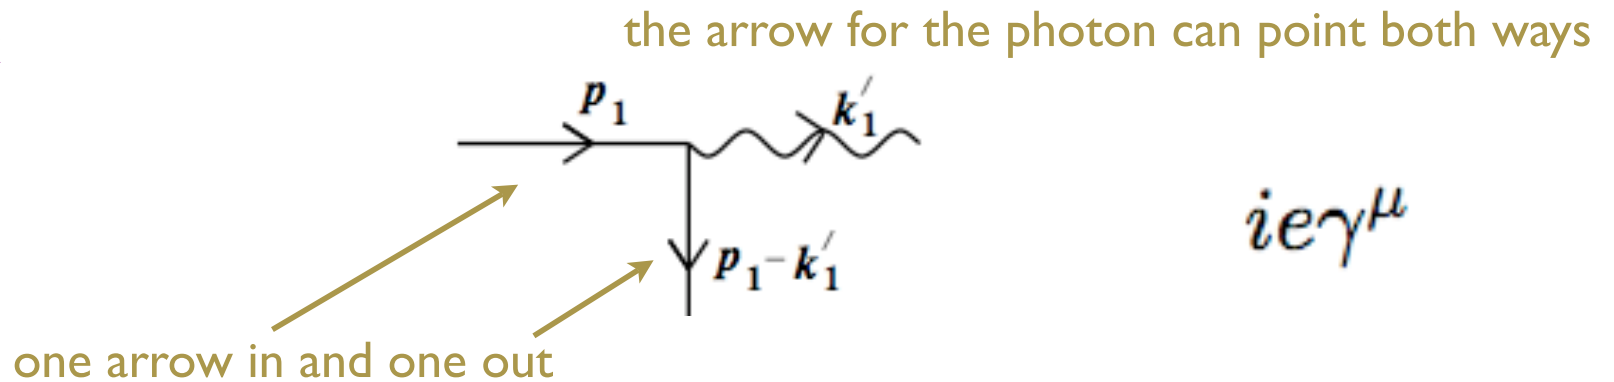 the arrow for the photon can point both ways
p₁
k₁′
ieγ^μ
p₁−k₁′
one arrow in and one out